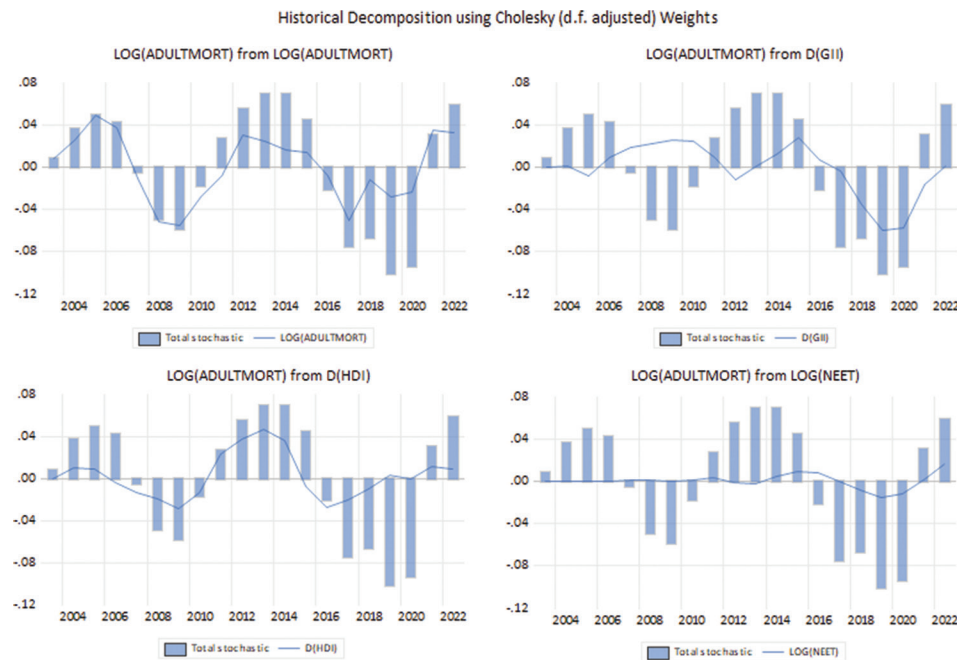 Historical Decomposition using Cholesky (d.f. adjusted) Weights
LOG(ADULTMORT) from LOG(ADULTMORT)
.08
.04
.00
-.04
-.08
-.12
2004 2006 2008 2010 2012 2014 2016 2018 2020 2022
Total stochastic LOG(ADULTMORT)
LOG(ADULTMORT) from D(GII)
.08
.04
.00
-.04
-.08
-.12
2004 2006 2008 2010 2012 2014 2016 2018 2020 2022
Total stochastic D(GII)
LOG(ADULTMORT) from D(HDI)
.08
.04
.00
-.04
-.08
-.12
2004 2006 2008 2010 2012 2014 2016 2018 2020 2022
Total stochastic D(HDI)
LOG(ADULTMORT) from LOG(NEET)
.08
.04
.00
-.04
-.08
-.12
2004 2006 2008 2010 2012 2014 2016 2018 2020 2022
Total stochastic LOG(NEET)